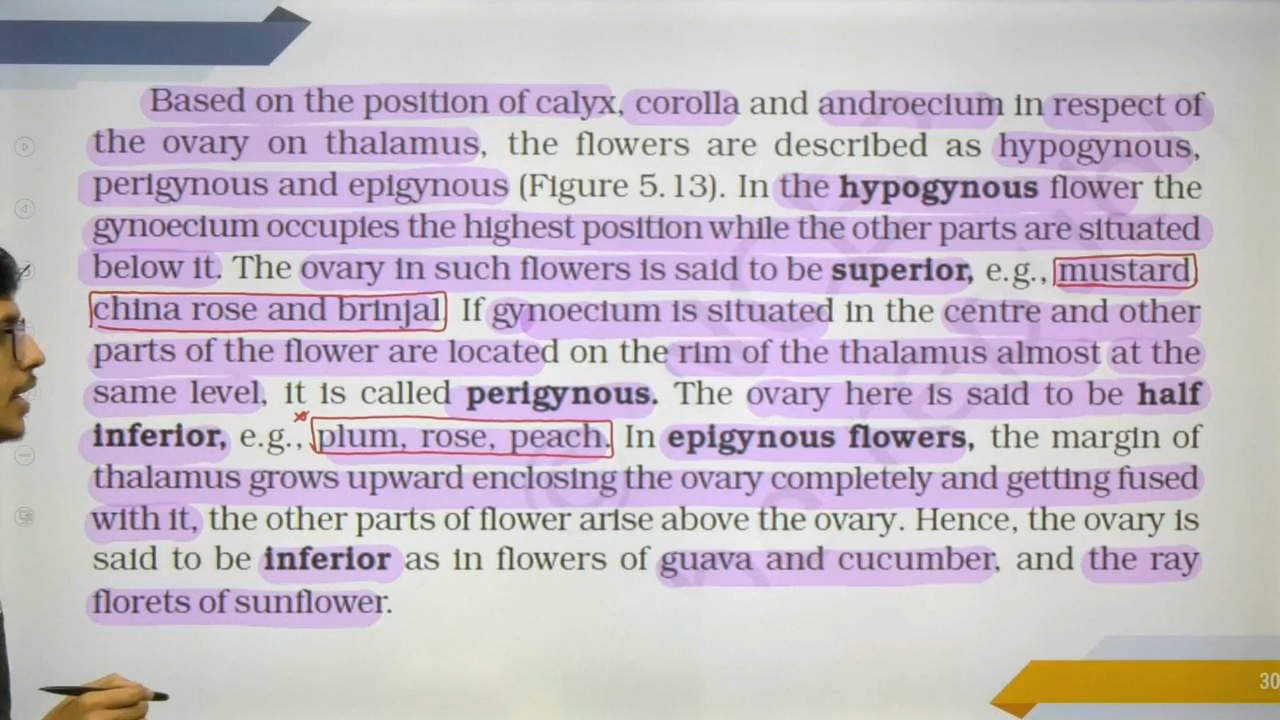 Based on the position of calyx, corolla and androecium in respect of
the ovary on thalamus, the flowers are described as hypogynous,
perigynous and epigynous (Figure 5.13). In the hypogynous flower the
gynoecium occupies the highest position while the other parts are situated
below it. The ovary in such flowers is said to be superior, e.g., mustard
china rose and brinjal. If gynoecium is situated in the centre and other
parts of the flower are located on the rim of the thalamus almost at the
same level, it is called perigynous. The ovary here is said to be half
inferior, e.g., plum, rose, peach. In epigynous flowers, the margin of
thalamus grows upward enclosing the ovary completely and getting fused
with it, the other parts of flower arise above the ovary. Hence, the ovary is
said to be inferior as in flowers of guava and cucumber, and the ray
florets of sunflower.
30